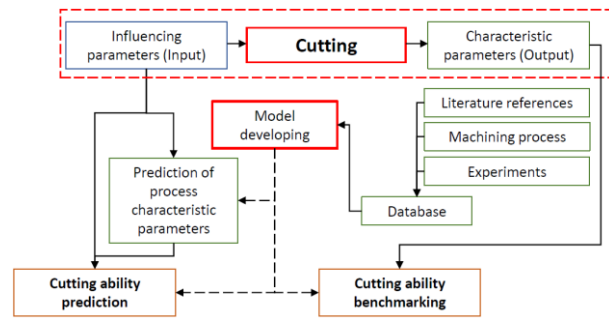 Influencing
parameters (Input)
Cutting
Characteristic
parameters (Output)
Literature references
Model
developing
Machining process
Experiments
Prediction of
process
characteristic
parameters
Database
Cutting ability
prediction
Cutting ability
benchmarking